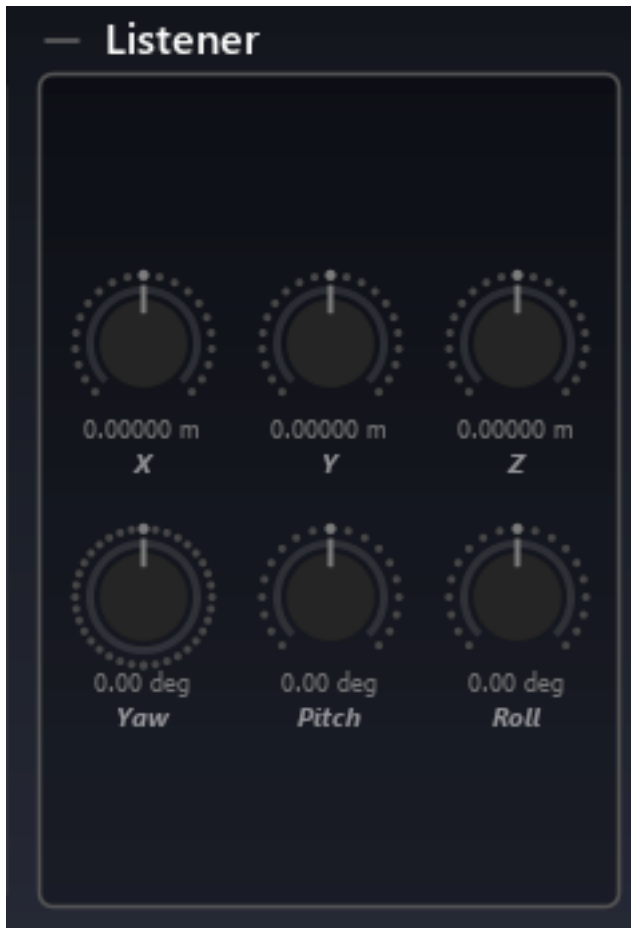 Listener
0.00000 m 0.00000 m 0.00000 m
X Y Z
0.00 deg 0.00 deg 0.00 deg
Yaw Pitch Roll